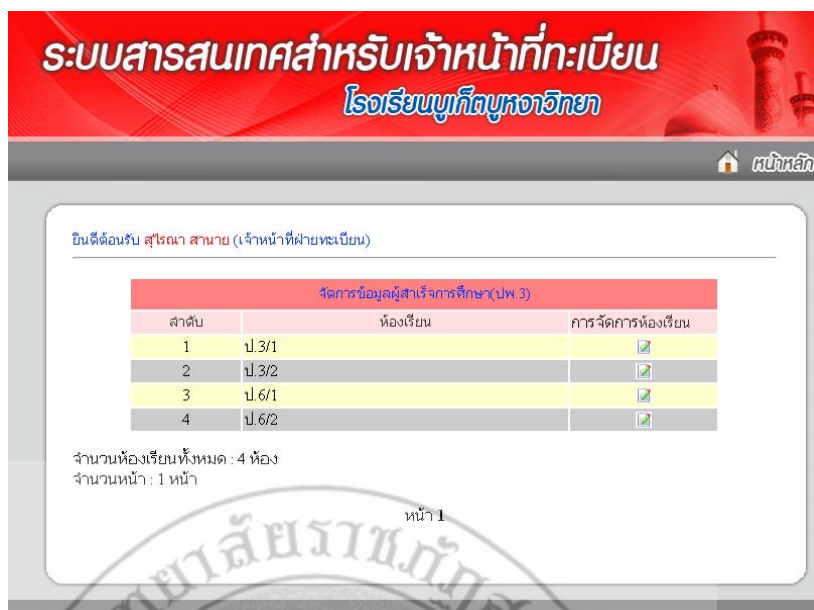 ระบบสารสนเทศสำหรับเจ้าหน้าที่ทะเบียน
โรงเรียนบูเก็ตบูหงาวิทยา
หน้าหลัก
ยินดีต้อนรับ สุไรณา สานาย (เจ้าหน้าที่ฝ่ายทะเบียน)
จัดการข้อมูลผู้สำเร็จการศึกษา(ปพ.3)
ลำดับ ห้องเรียน การจัดการห้องเรียน
1 ป.3/1
2 ป.3/2
3 ป.6/1
4 ป.6/2
จำนวนห้องเรียนทั้งหมด : 4 ห้อง
จำนวนหน้า : 1 หน้า
หน้า 1